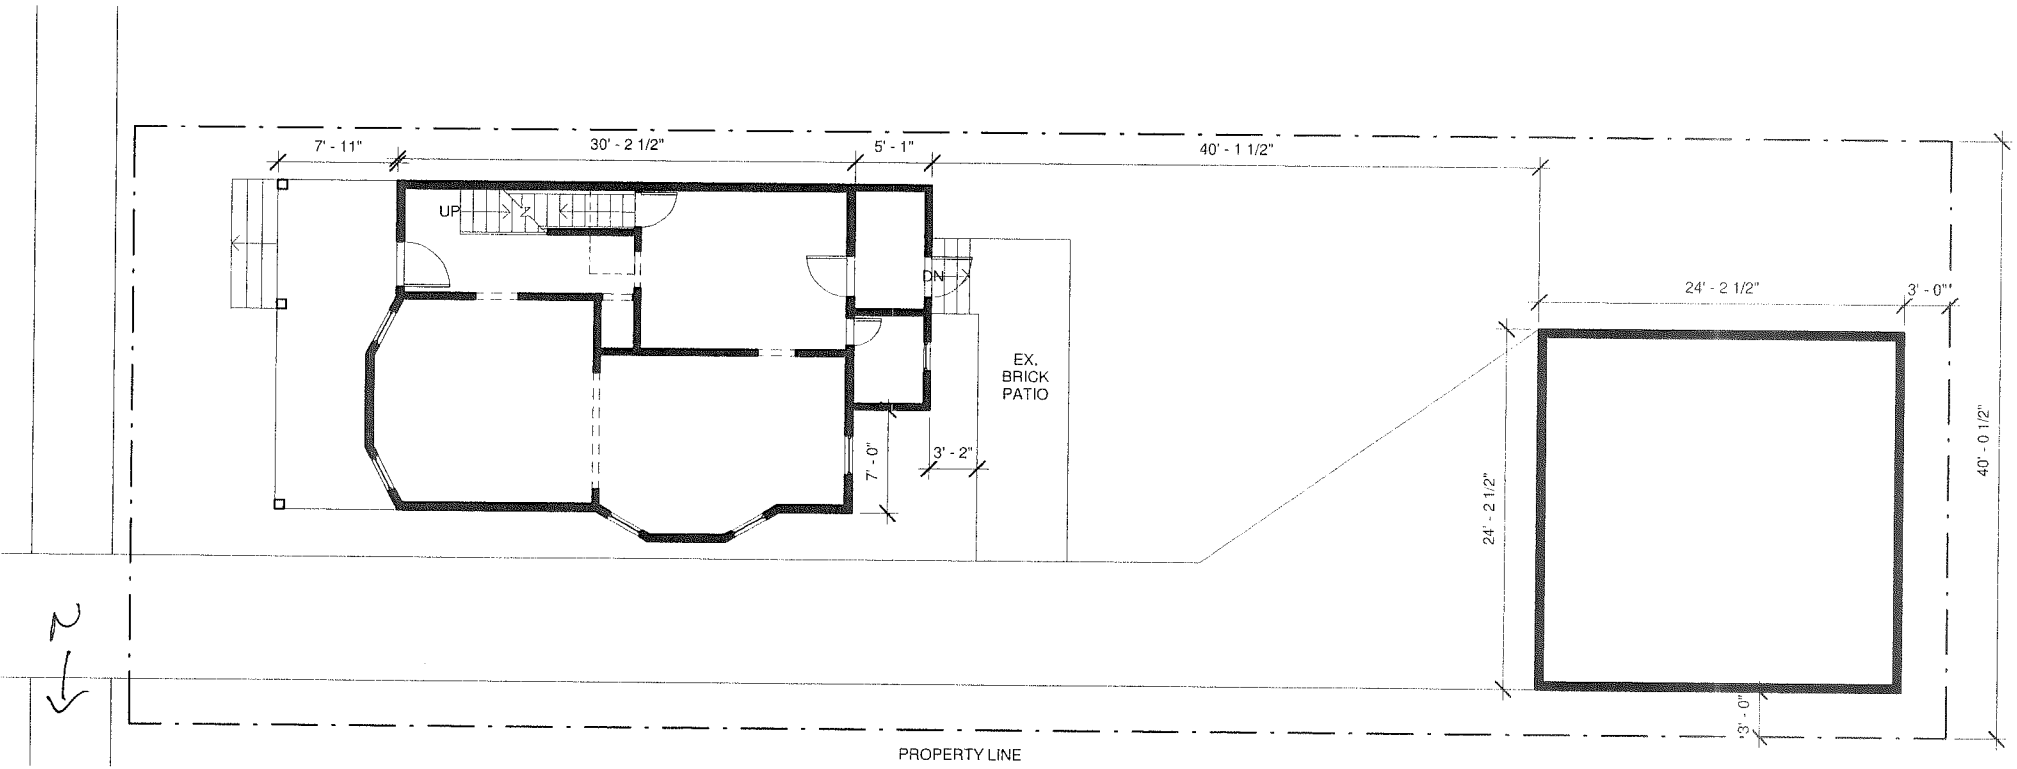 7' - 11"
30' - 2 1/2"
5' - 1"
40' - 1 1/2"
UP
DN
24' - 2 1/2"
3' - 0"
EX.
BRICK
PATIO
40' - 0 1/2"
7' - 0"
3' - 2"
24' - 2 1/2"
N
3' - 0"
PROPERTY LINE